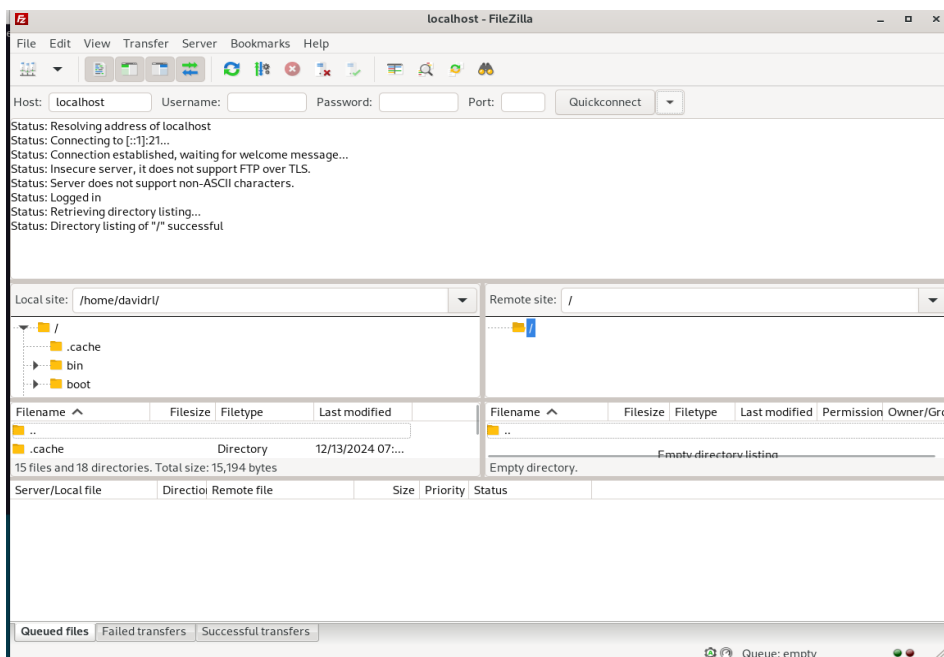 localhost - FileZilla
File Edit View Transfer Server Bookmarks Help
Host: localhost Username: Password: Port: Quickconnect
Status: Resolving address of localhost
Status: Connecting to [::1]:21...
Status: Connection established, waiting for welcome message...
Status: Insecure server, it does not support FTP over TLS.
Status: Server does not support non-ASCII characters.
Status: Logged in
Status: Retrieving directory listing...
Status: Directory listing of "/" successful
Local site: /home/davidrl/ Remote site: /
/ /
.cache
bin
boot
Filename Filesize Filetype Last modified Filename Filesize Filetype Last modified Permission Owner/Gro
.. ..
.cache Directory 12/13/2024 07:... Empty directory listing
15 files and 18 directories. Total size: 15,194 bytes Empty directory.
Server/Local file Direction Remote file Size Priority Status
Queued files Failed transfers Successful transfers
Queue: empty